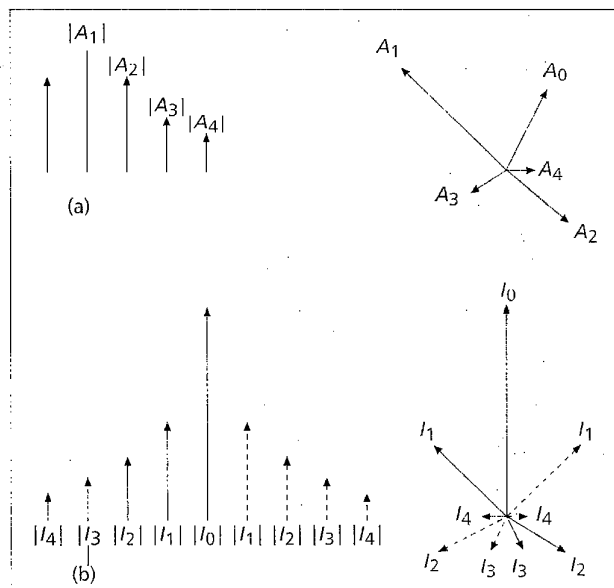 |A1|
|A2|
|A3|
|A4|
(a)
A1
A0
A4
A3
A2
|I4| |I3 |I2| |I1| |I0| |I1| |I2| |I3| |I4|
(b)
I0
I1
I1
I4
I4
I2
I3
I3
I2